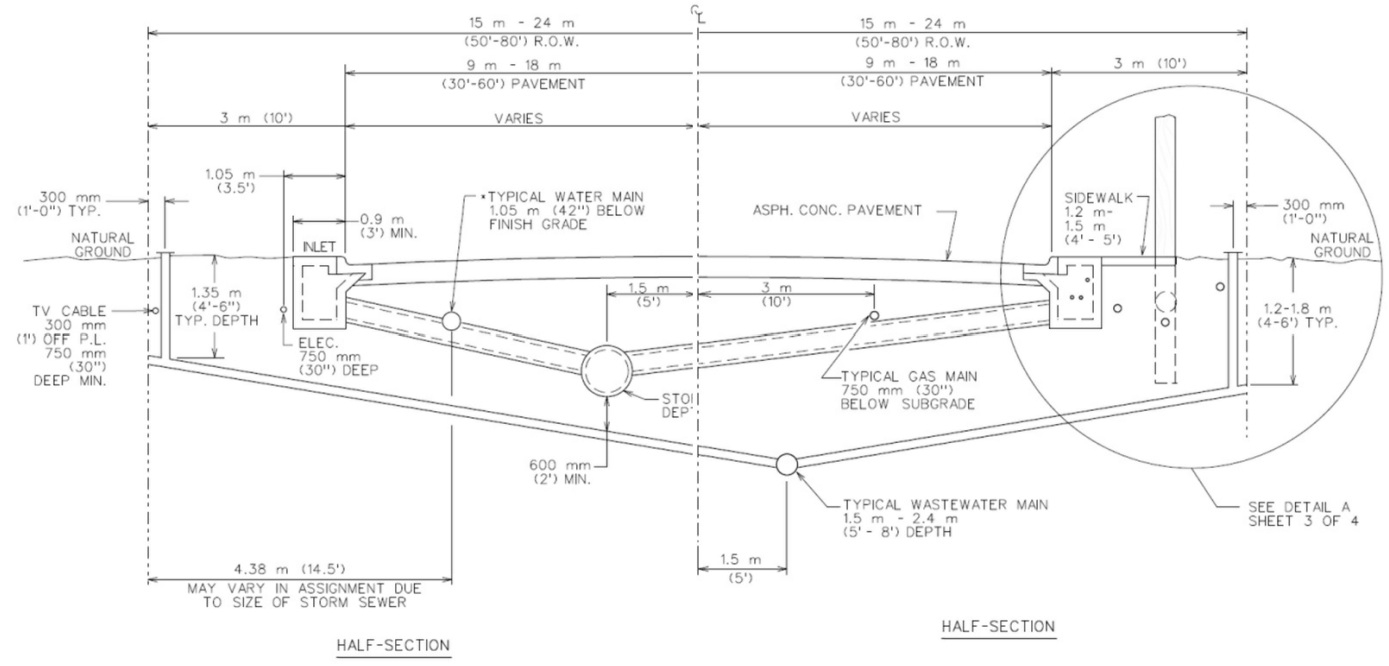 ℄
15 m - 24 m
(50'-80') R.O.W.
15 m - 24 m
(50'-80') R.O.W.
9 m - 18 m
(30'-60') PAVEMENT
9 m - 18 m
(30'-60') PAVEMENT
3 m (10')
3 m (10')
VARIES
VARIES
1.05 m
(3.5')
300 mm
(1'-0") TYP.
*TYPICAL WATER MAIN
1.05 m (42") BELOW
FINISH GRADE
0.9 m
(3') MIN.
ASPH. CONC. PAVEMENT
SIDEWALK
1.2 m-
1.5 m
(4' - 5')
300 mm
(1'-0")
NATURAL
GROUND
INLET
NATURAL
GROUND
1.35 m
(4'-6")
TYP. DEPTH
1.5 m
(5')
3 m
(10')
1.2-1.8 m
(4-6') TYP.
TV CABLE
300 mm
(1') OFF P.L.
750 mm
(30")
DEEP MIN.
ELEC.
750 mm
(30") DEEP
TYPICAL GAS MAIN
750 mm (30")
BELOW SUBGRADE
600 mm
(2') MIN.
TYPICAL WASTEWATER MAIN
1.5 m - 2.4 m
(5' - 8') DEPTH
SEE DETAIL A
SHEET 3 OF 4
1.5 m
(5')
4.38 m (14.5')
MAY VARY IN ASSIGNMENT DUE
TO SIZE OF STORM SEWER
HALF-SECTION
HALF-SECTION